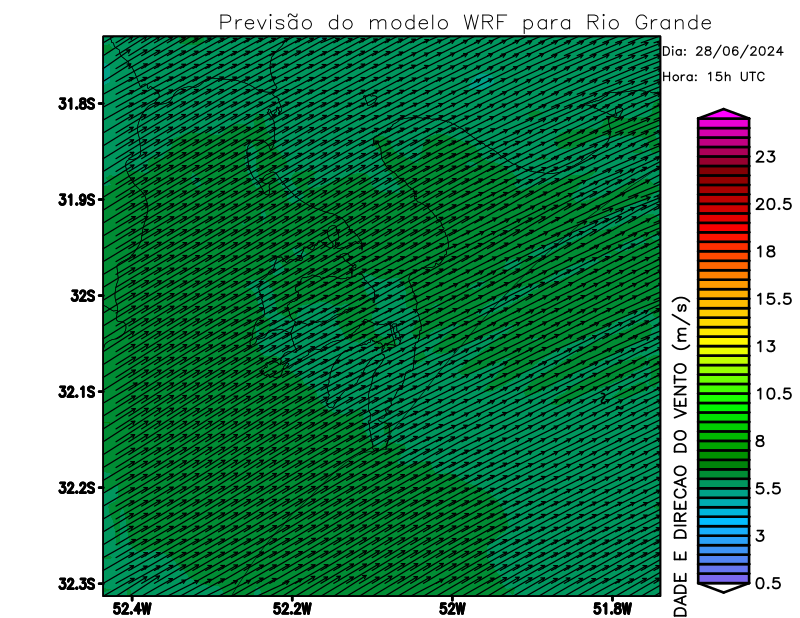 Previsão do modelo WRF para Rio Grande
Dia: 28/06/2024
Hora: 15h UTC
31.8S
31.9S
32S
32.1S
32.2S
32.3S
52.4W
52.2W
52W
51.8W
23
20.5
18
15.5
13
10.5
8
5.5
3
0.5
DADE E DIRECAO DO VENTO (m/s)